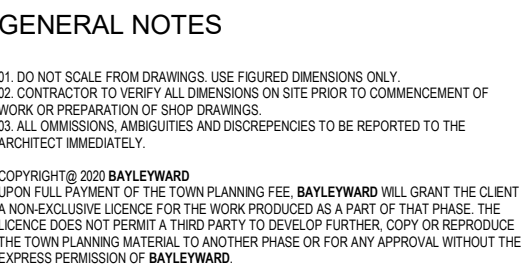 GENERAL NOTES
01. DO NOT SCALE FROM DRAWINGS. USE FIGURED DIMENSIONS ONLY.
02. CONTRACTOR TO VERIFY ALL DIMENSIONS ON SITE PRIOR TO COMMENCEMENT OF
WORK OR PREPARATION OF SHOP DRAWINGS.
03. ALL OMMISSIONS, AMBIGUITIES AND DISCREPENCIES TO BE REPORTED TO THE
ARCHITECT IMMEDIATELY.
COPYRIGHT@ 2020 BAYLEYWARD
UPON FULL PAYMENT OF THE TOWN PLANNING FEE, BAYLEYWARD WILL GRANT THE CLIENT
A NON-EXCLUSIVE LICENCE FOR THE WORK PRODUCED AS A PART OF THAT PHASE. THE
LICENCE DOES NOT PERMIT A THIRD PARTY TO DEVELOP FURTHER, COPY OR REPRODUCE
THE TOWN PLANNING MATERIAL TO ANOTHER PHASE OR FOR ANY APPROVAL WITHOUT THE
EXPRESS PERMISSION OF BAYLEYWARD.